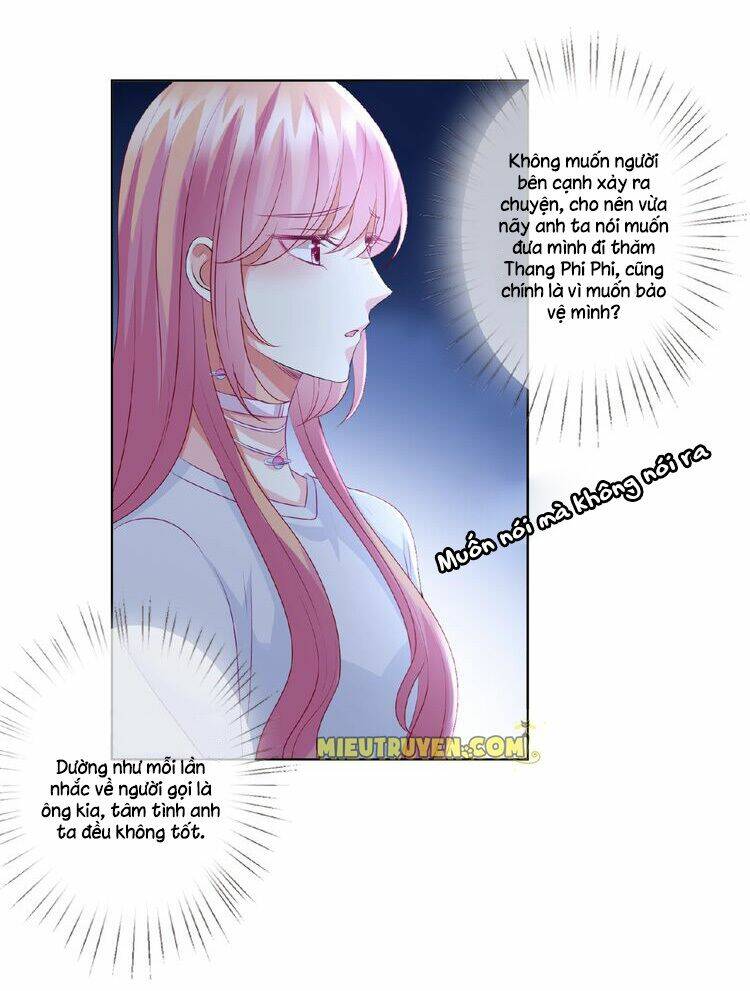 Không muốn người
bên cạnh xảy ra
chuyện, cho nên vừa
nãy anh ta nói muốn
đưa mình đi thăm
Thang Phi Phi, cũng
chính là vì muốn bảo
vệ mình?
Muốn nói mà không nói ra
MIEUTRUYEN.COM
Dường như mỗi lần
nhắc về người gọi là
ông kia, tâm tình anh
ta đều không tốt.